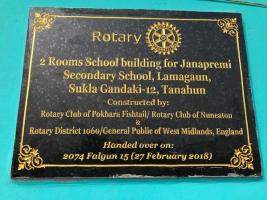 Rotary
2 Rooms School building for Janapremi
Secondary School, Lamagaun,
Sukla Gandaki-12, Tanahun
Constructed by:
Rotary Club of Pokhara Fishtail/ Rotary Club of Nuneaton
&
Rotary District 1060/General Public of West Midlands, England
Handed over on:
2074 Falgun 15 (27 February 2018)